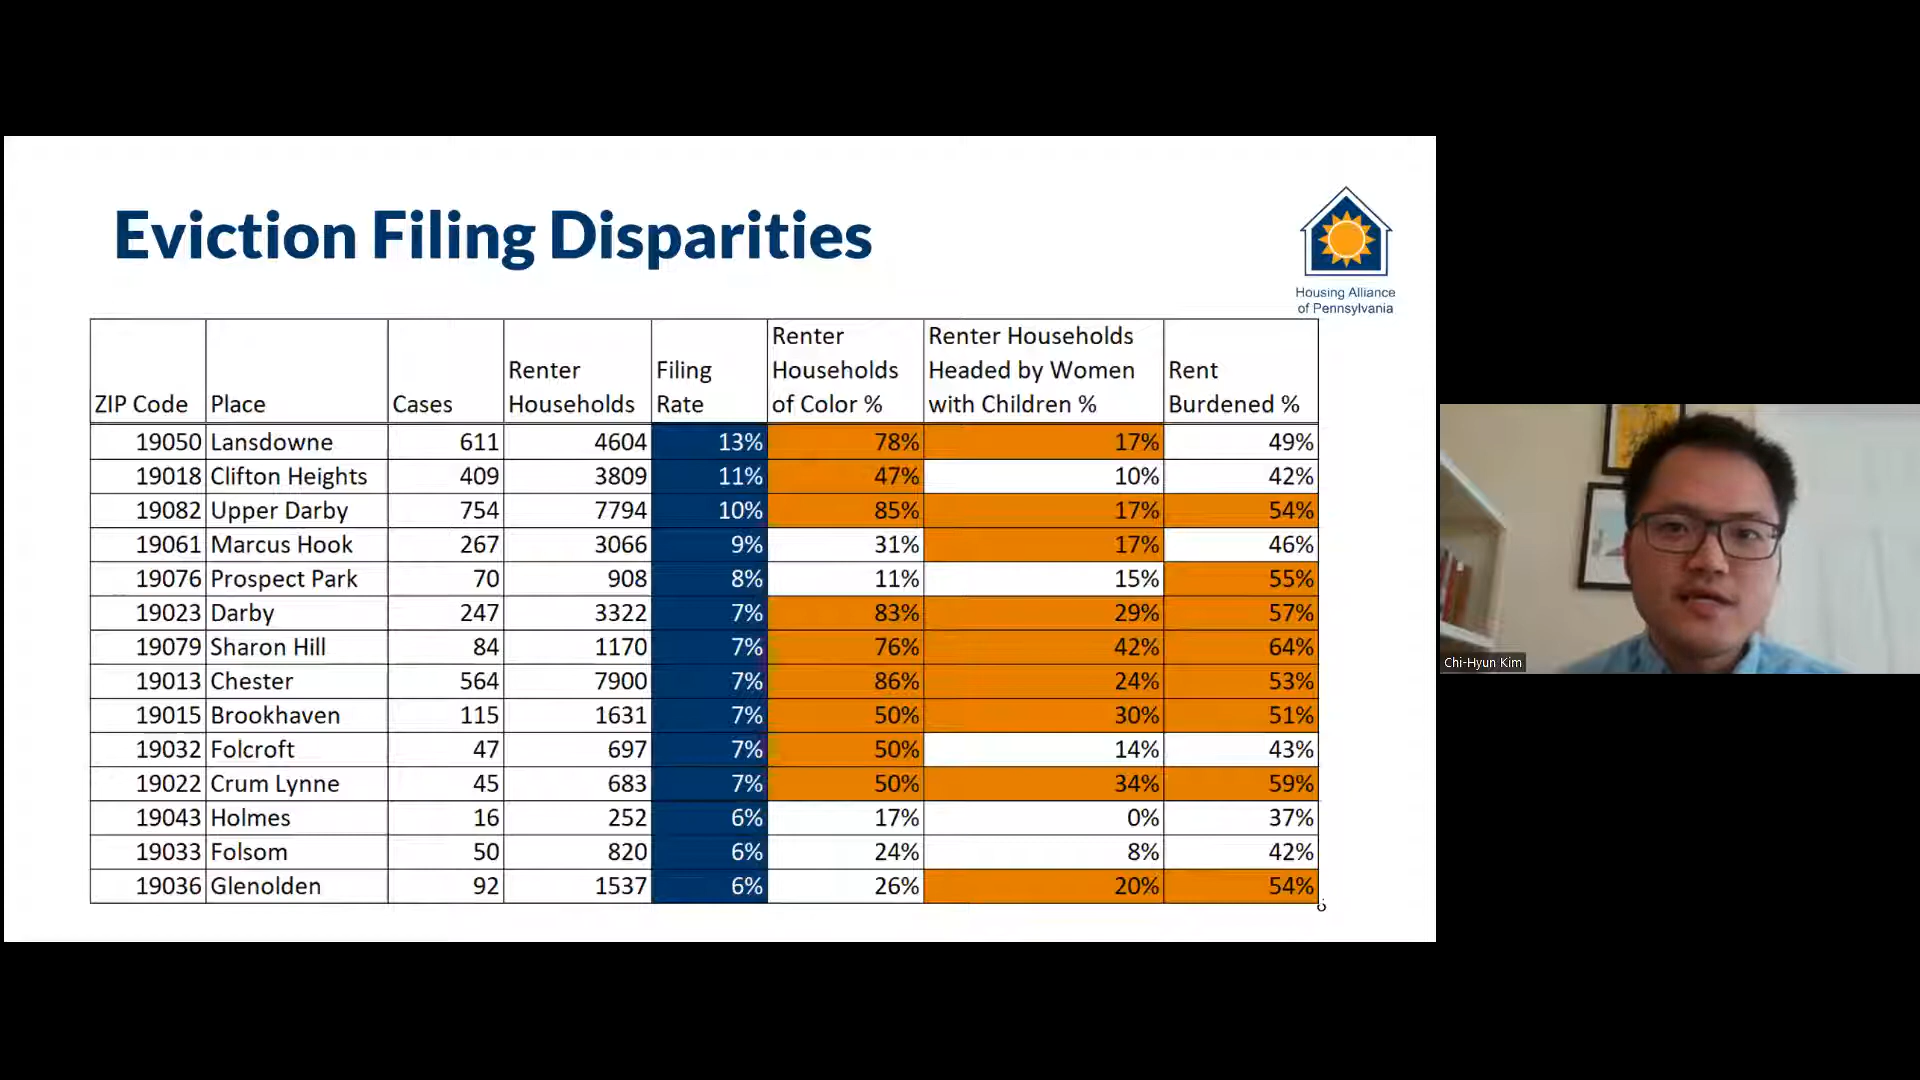 Eviction Filing Disparities
Housing Alliance
of Pennsylvania
Renter Renter Households
Renter Filing Households Headed by Women Rent
ZIP Code Place Cases Households Rate of Color % with Children % Burdened %
19050 Lansdowne 611 4604 13% 78% 17% 49%
19018 Clifton Heights 409 3809 11% 47% 10% 42%
19082 Upper Darby 754 7794 10% 85% 17% 54%
19061 Marcus Hook 267 3066 9% 31% 17% 46%
19076 Prospect Park 70 908 8% 11% 15% 55%
19023 Darby 247 3322 7% 83% 29% 57%
19079 Sharon Hill 84 1170 7% 76% 42% 64%
19013 Chester 564 7900 7% 86% 24% 53%
19015 Brookhaven 115 1631 7% 50% 30% 51%
19032 Folcroft 47 697 7% 50% 14% 43%
19022 Crum Lynne 45 683 7% 50% 34% 59%
19043 Holmes 16 252 6% 17% 0% 37%
19033 Folsom 50 820 6% 24% 8% 42%
19036 Glenolden 92 1537 6% 26% 20% 54%
Chi-Hyun Kim